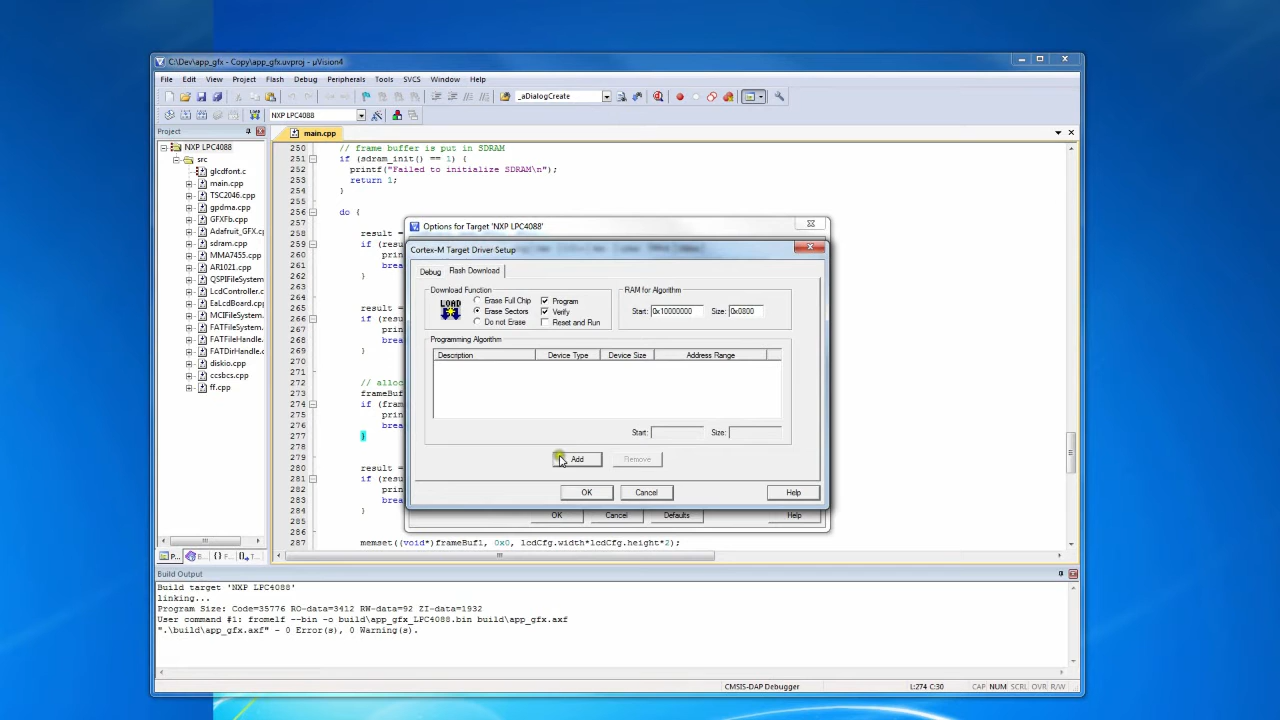 C:\Dev\app_gfx - Copy\app_gfx.uvproj - µVision4
File Edit View Project Flash Debug Peripherals Tools SVCS Window Help
_aDialogCreate
NXP LPC4088
Project
main.cpp
NXP LPC4088
src
glcdfont.c
main.cpp
TSC2046.cpp
gpdma.cpp
GFXFb.cpp
Adafruit_GFX.cp
sdram.cpp
MMA7455.cpp
AR1021.cpp
QSPIFileSystem
LcdController.c
EaLcdBoard.cp
MCIFileSystem
FATFileSystem
FATFileHandle.
FATDirHandle.
diskio.cpp
ccsbcs.cpp
ff.cpp
250 // frame buffer is put in SDRAM
251 if (sdram_init() == 1) {
252 printf("Failed to initialize SDRAM\n");
253 return 1;
254 }
255
256 do {
257
258 result =
259 if (resu
260 prin
261 brea
262 }
263
264
265 result =
266 if (resu
267 prin
268 brea
269 }
270
271
272 // alloc
273 frameBuf
274 if (fram
275 prin
276 brea
277 }
278
279
280 result =
281 if (resu
282 prin
283 brea
284 }
285
286
287 memset((void*)frameBuf1, 0x0, lcdCfg.width*lcdCfg.height*2);
Options for Target 'NXP LPC4088'
Cortex-M Target Driver Setup
Debug Flash Download
Download Function
LOAD
Erase Full Chip
Erase Sectors
Do not Erase
Program
Verify
Reset and Run
RAM for Algorithm
Start: 0x10000000 Size: 0x0800
Programming Algorithm
Description Device Type Device Size Address Range
Start: Size:
Add Remove
OK Cancel Help
OK Cancel Defaults Help
P... B... {} F... T...
Build Output
Build target 'NXP LPC4088'
linking...
Program Size: Code=35776 RO-data=3412 RW-data=92 ZI-data=1932
User command #1: fromelf --bin -o build\app_gfx_LPC4088.bin build\app_gfx.axf
".\build\app_gfx.axf" - 0 Error(s), 0 Warning(s).
CMSIS-DAP Debugger L:274 C:30 CAP NUM SCRL OVR R/W